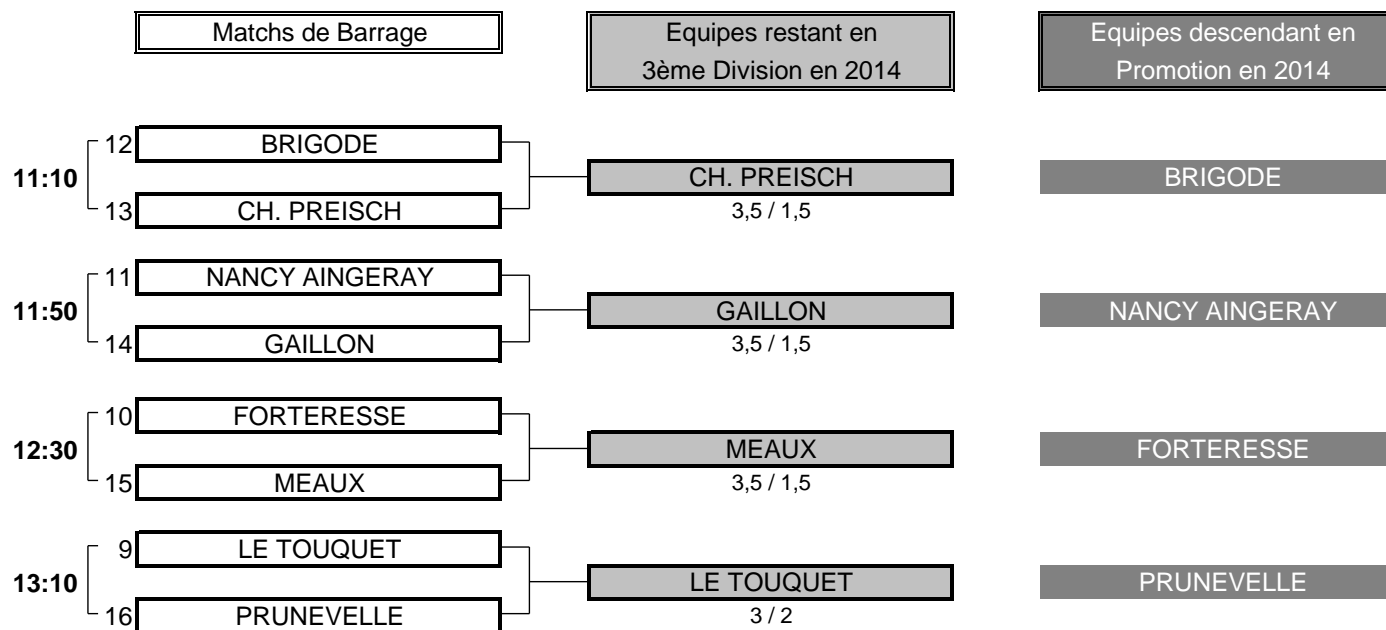 Matchs de Barrage
Equipes restant en
3ème Division en 2014
Equipes descendant en
Promotion en 2014
11:10
12 BRIGODE
13 CH. PREISCH
CH. PREISCH
3,5 / 1,5
BRIGODE
11:50
11 NANCY AINGERAY
14 GAILLON
GAILLON
3,5 / 1,5
NANCY AINGERAY
12:30
10 FORTERESSE
15 MEAUX
MEAUX
3,5 / 1,5
FORTERESSE
13:10
9 LE TOUQUET
16 PRUNEVELLE
LE TOUQUET
3 / 2
PRUNEVELLE